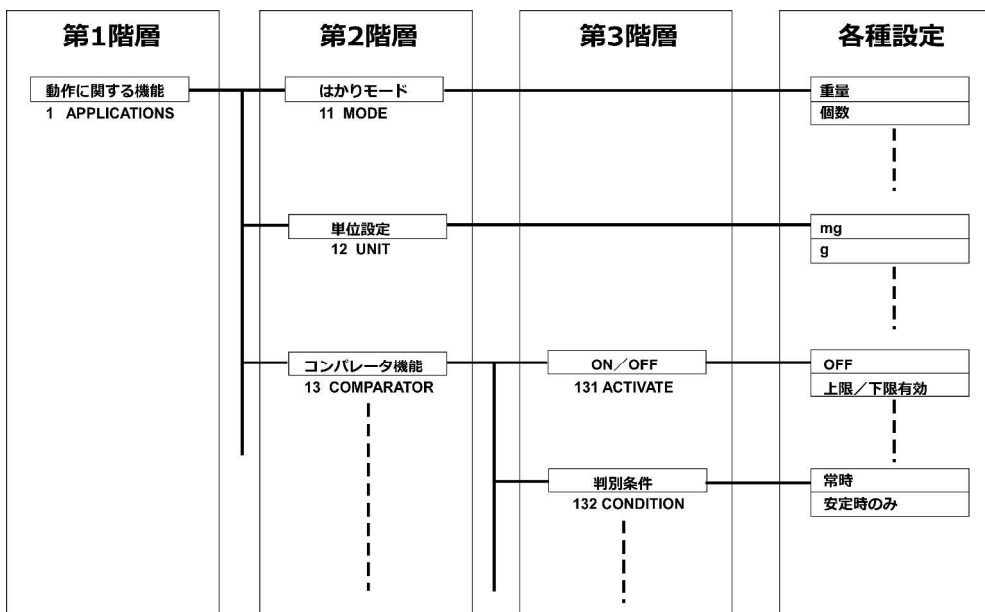 第1階層
第2階層
第3階層
各種設定
動作に関する機能
1 APPLICATIONS
はかりモード
11 MODE
重量
個数
単位設定
12 UNIT
mg
g
コンパレータ機能
13 COMPARATOR
ON／OFF
131 ACTIVATE
OFF
上限／下限有効
判別条件
132 CONDITION
常時
安定時のみ